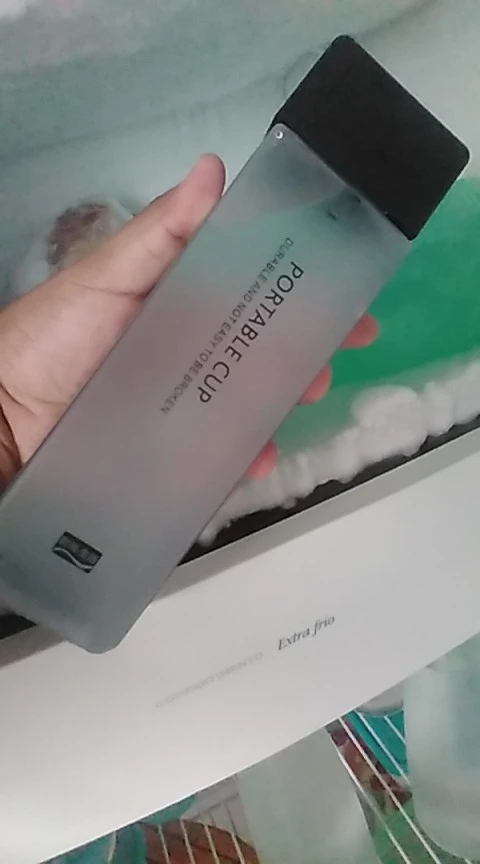 PORTABLE CUP
DURABLE AND NOT EASY TO BE BROKEN
Extra frio